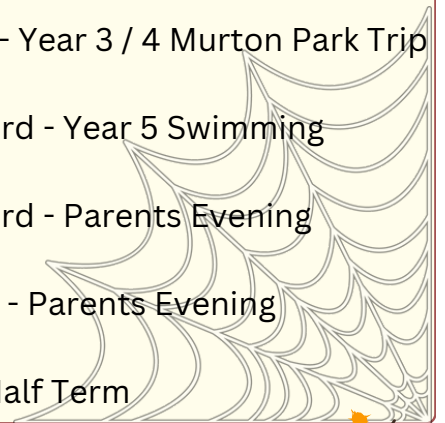 - Year 3 / 4 Murton Park Trip
rd - Year 5 Swimming
rd - Parents Evening
- Parents Evening
alf Term